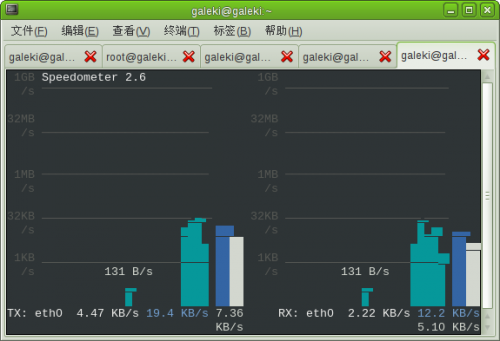 galeki@galeki:~
文件(F) 编辑(E) 查看(V) 终端(T) 标签(B) 帮助(H)
galeki@gal... root@galeki... galeki@gal... galeki@gal... galeki@gal...
1GB Speedometer 2.6 1GB
/s /s
32MB 32MB
/s /s
1MB 1MB
/s /s
32KB 32KB
/s /s
1KB 131 B/s 1KB 131 B/s
/s /s
TX: eth0 4.47 KB/s 19.4 KB/s 7.36 RX: eth0 2.22 KB/s 12.2 KB/s
KB/s 5.10 KB/s